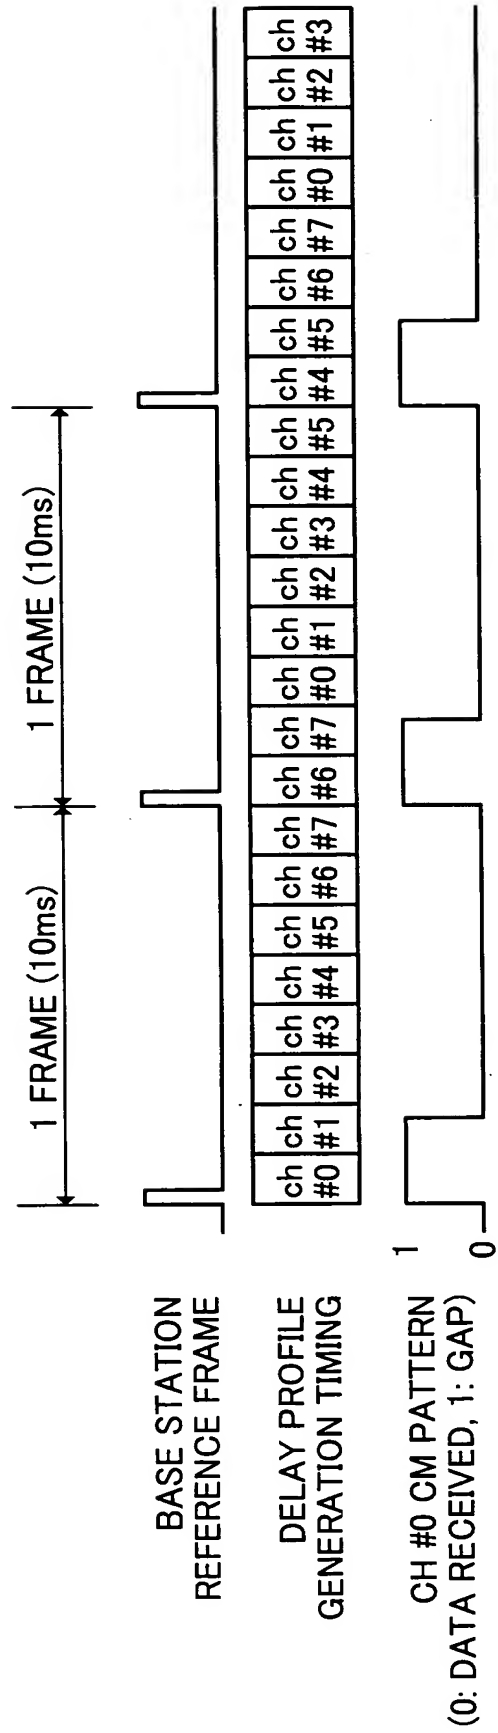 1 FRAME (10ms) 1 FRAME (10ms)
BASE STATION
REFERENCE FRAME
DELAY PROFILE
GENERATION TIMING
ch ch ch ch ch ch ch ch ch ch ch ch ch ch ch ch ch ch ch ch ch ch ch ch
#0 #1 #2 #3 #4 #5 #6 #7 #6 #7 #0 #1 #2 #3 #4 #5 #4 #5 #6 #7 #0 #1 #2 #3
CH #0 CM PATTERN
(0: DATA RECEIVED, 1: GAP)
1
0